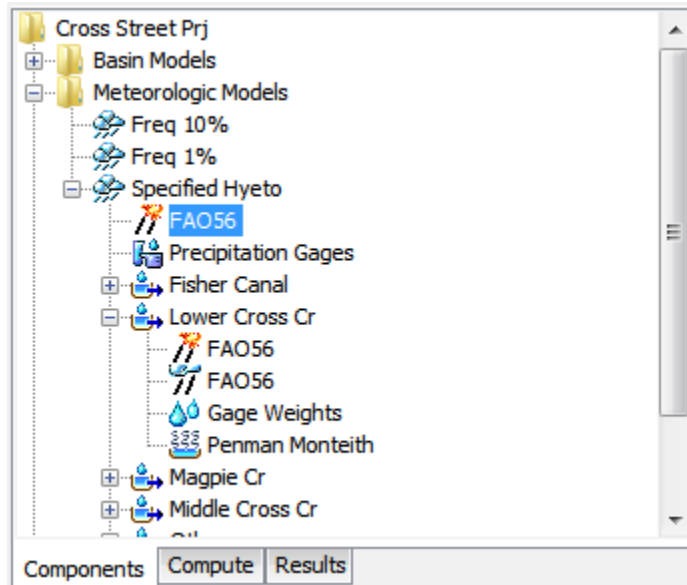 Cross Street Prj
Basin Models
Meteorologic Models
Freq 10%
Freq 1%
Specified Hyeto
FAO56
Precipitation Gages
Fisher Canal
Lower Cross Cr
FAO56
FAO56
Gage Weights
Penman Monteith
Magpie Cr
Middle Cross Cr
Components Compute Results